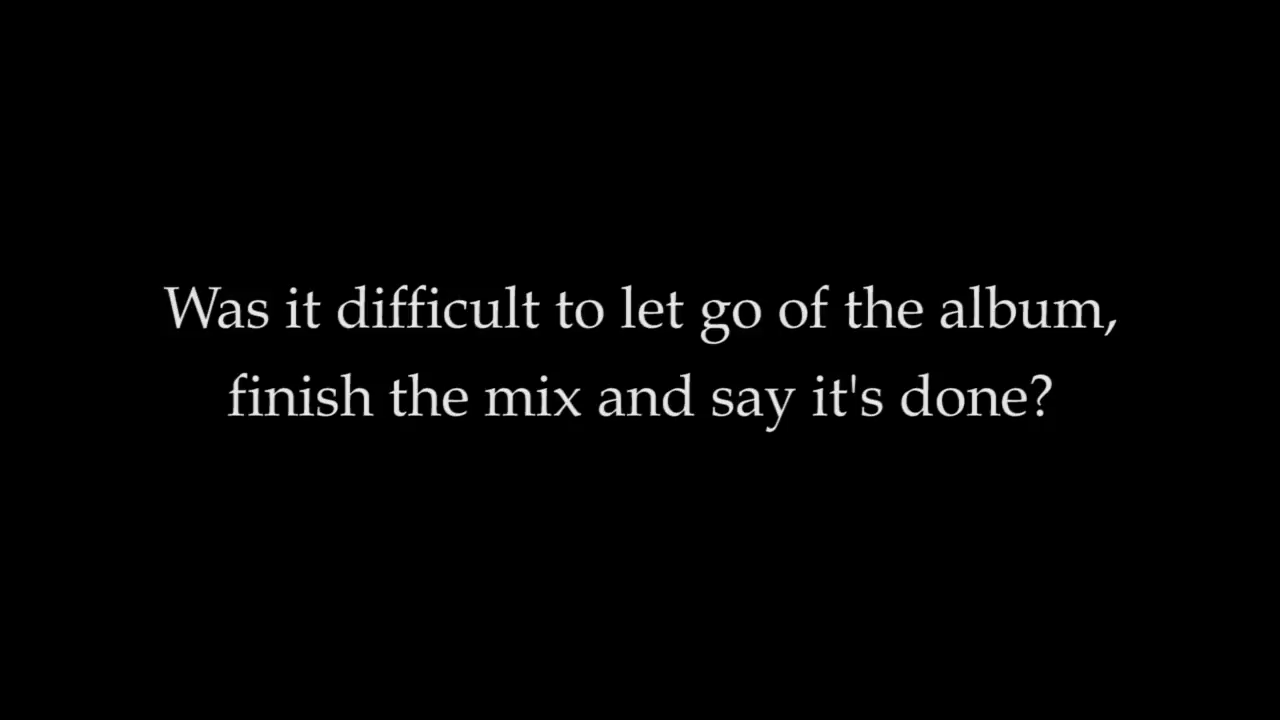 Was it difficult to let go of the album,
finish the mix and say it's done?